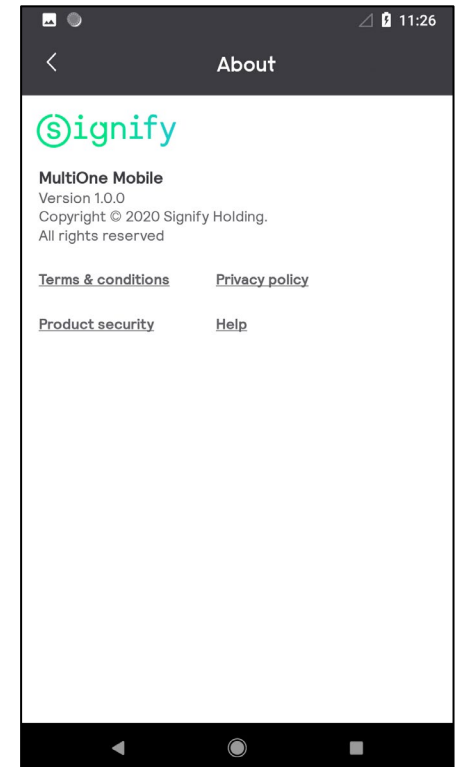 11:26
About
signify
MultiOne Mobile
Version 1.0.0
Copyright © 2020 Signify Holding.
All rights reserved
Terms & conditions Privacy policy
Product security Help